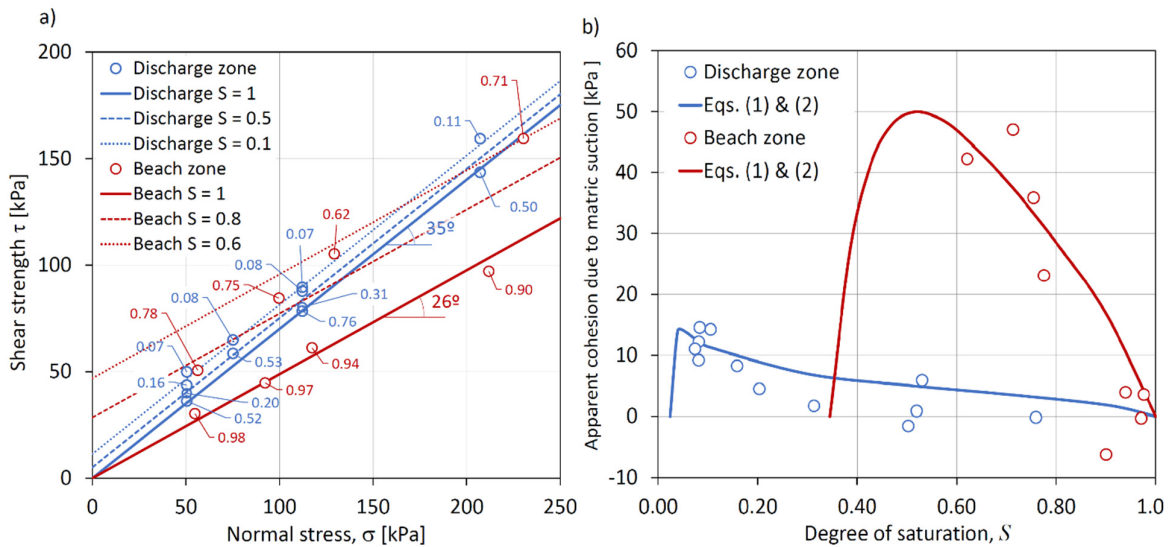 a)
200
150
100
50
0
Shear strength τ [kPa]
Discharge zone
Discharge S = 1
Discharge S = 0.5
Discharge S = 0.1
Beach zone
Beach S = 1
Beach S = 0.8
Beach S = 0.6
0.71
0.11
0.62
0.50
0.07
0.08
35º
0.75
0.31
0.08
26º
0.90
0.78
0.76
0.07
0.53
0.94
0.16
0.20
0.97
0.52
0.98
0
50
100
150
200
250
Normal stress, σ [kPa]
b)
60
50
40
30
20
10
0
-10
Apparent cohesion due to matric suction [kPa]
Discharge zone
Eqs. (1) & (2)
Beach zone
Eqs. (1) & (2)
0.00
0.20
0.40
0.60
0.80
1.0
Degree of saturation, S